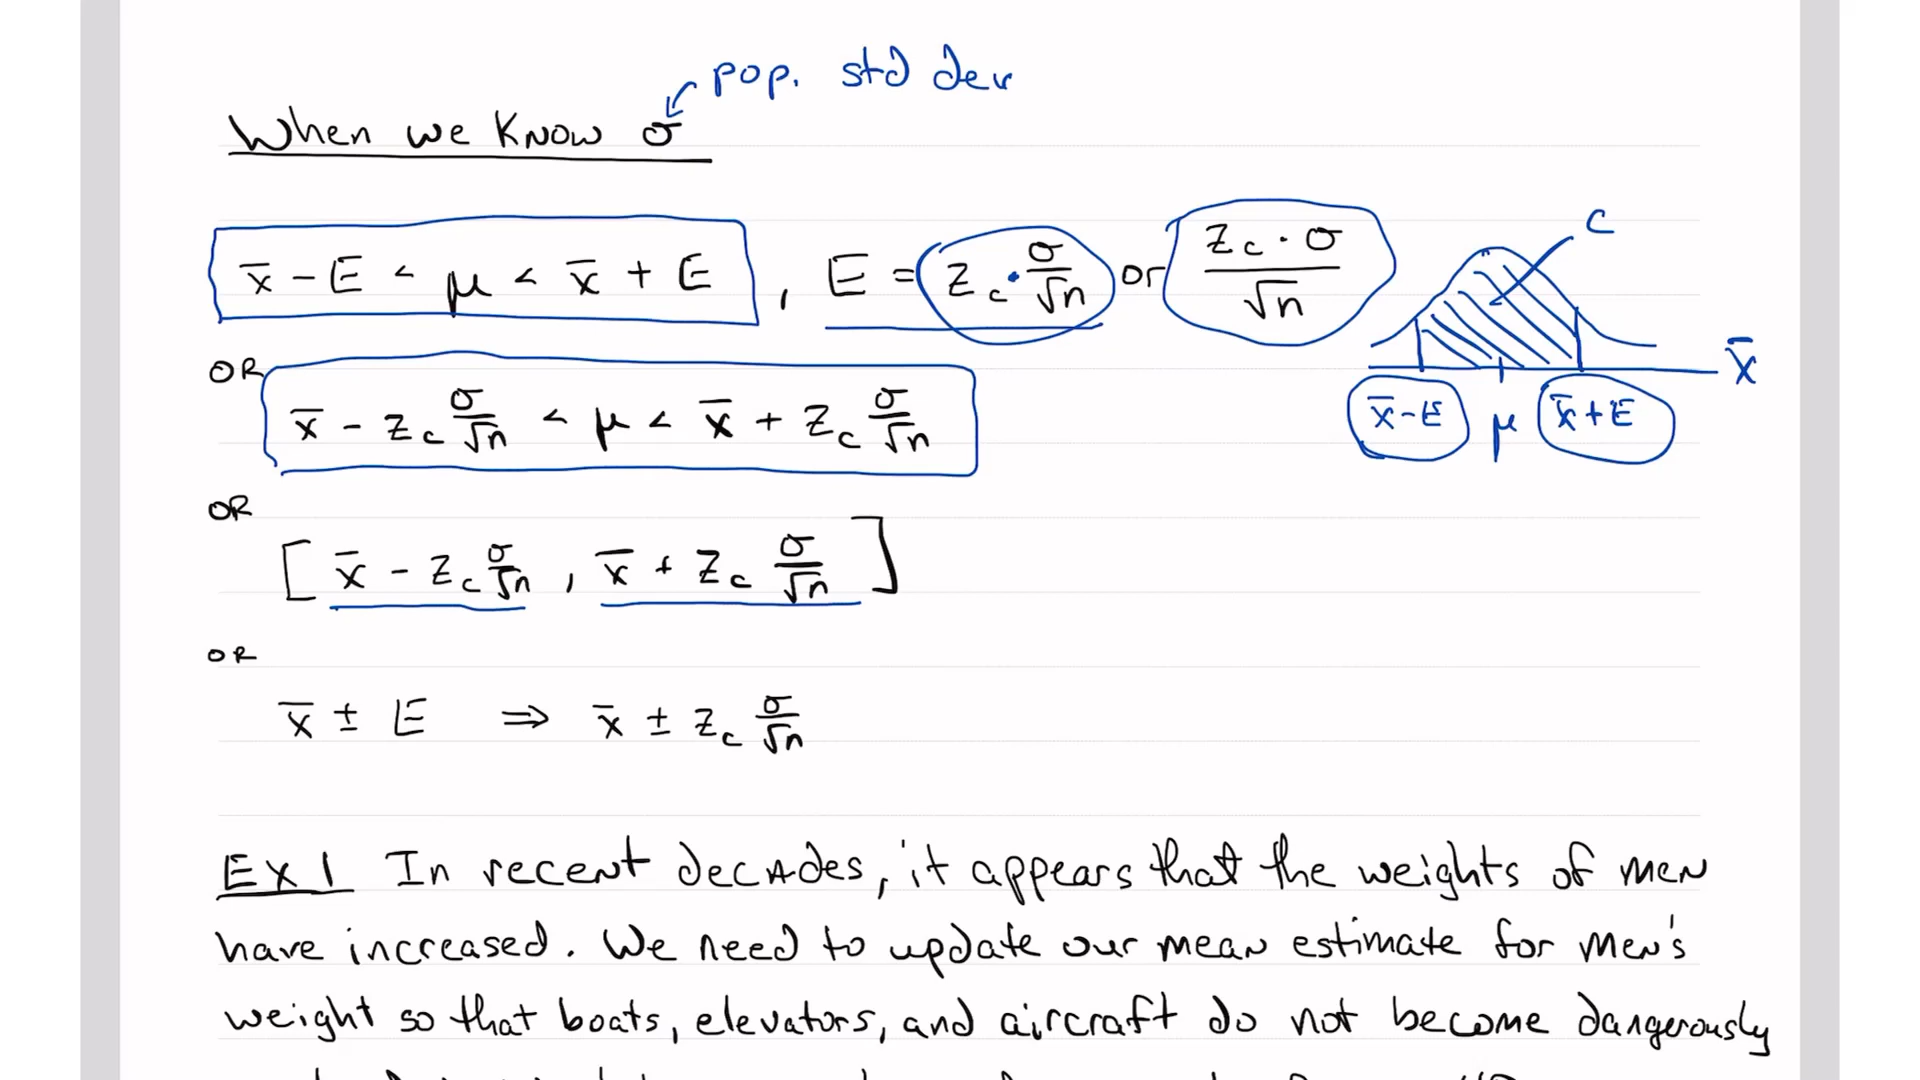 pop. std dev
When we know σ
x̄ - E < μ < x̄ + E , E = z_c · σ/√n or z_c · σ/√n
C
x̄
OR
x̄-E μ x̄+E
x̄ - z_c σ/√n < μ < x̄ + z_c σ/√n
OR
[ x̄ - z_c σ/√n , x̄ + z_c σ/√n ]
OR
x̄ ± E ⇒ x̄ ± z_c σ/√n
Ex 1 In recent decades, it appears that the weights of men
have increased. We need to update our mean estimate for men's
weight so that boats, elevators, and aircraft do not become dangerously